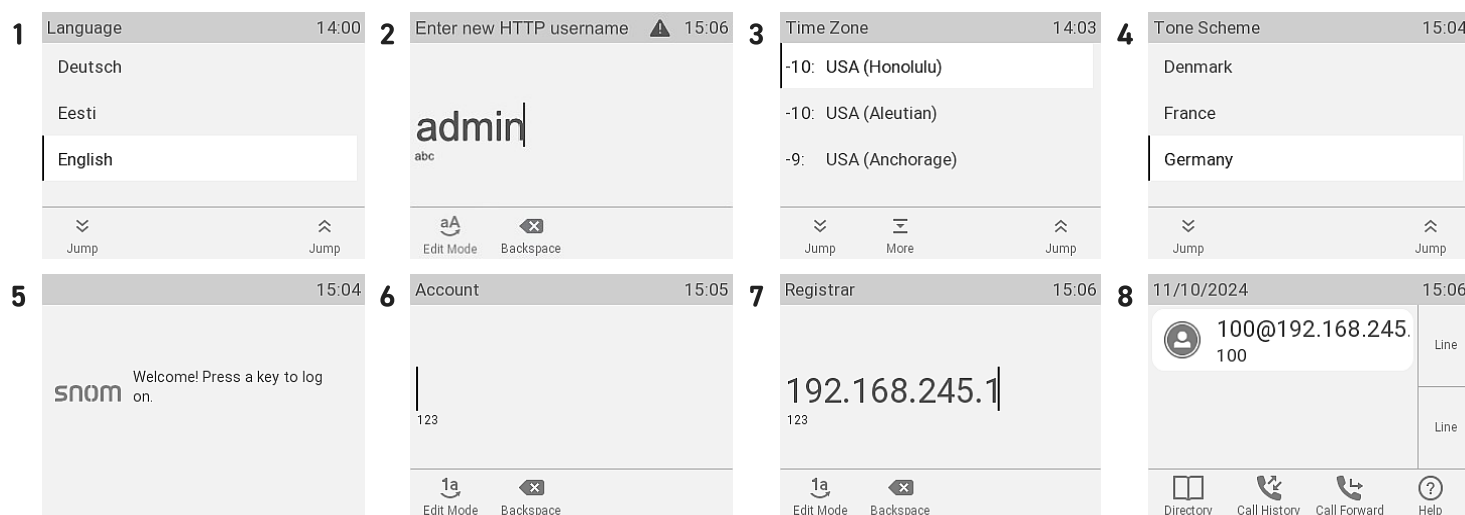 1
Language 14:00
Deutsch
Eesti
English
Jump Jump
2
Enter new HTTP username 15:06
admin
abc
aA
Edit Mode Backspace
3
Time Zone 14:03
-10: USA (Honolulu)
-10: USA (Aleutian)
-9: USA (Anchorage)
Jump More Jump
4
Tone Scheme 15:04
Denmark
France
Germany
Jump Jump
5
15:04
snom
Welcome! Press a key to log
on.
6
Account 15:05
123
1a
Edit Mode Backspace
7
Registrar 15:06
192.168.245.1
123
1a
Edit Mode Backspace
8
11/10/2024 15:06
100@192.168.245.
100
Line
Line
Directory Call History Call Forward Help